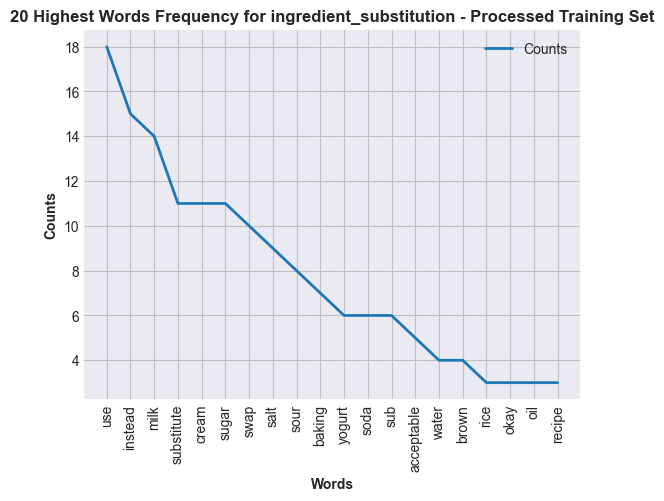 20 Highest Words Frequency for ingredient_substitution - Processed Training Set
Counts
18
16
14
12
10
8
6
4
Counts
use
instead
milk
substitute
cream
sugar
swap
salt
sour
baking
yogurt
soda
sub
acceptable
water
brown
rice
okay
oil
recipe
Words